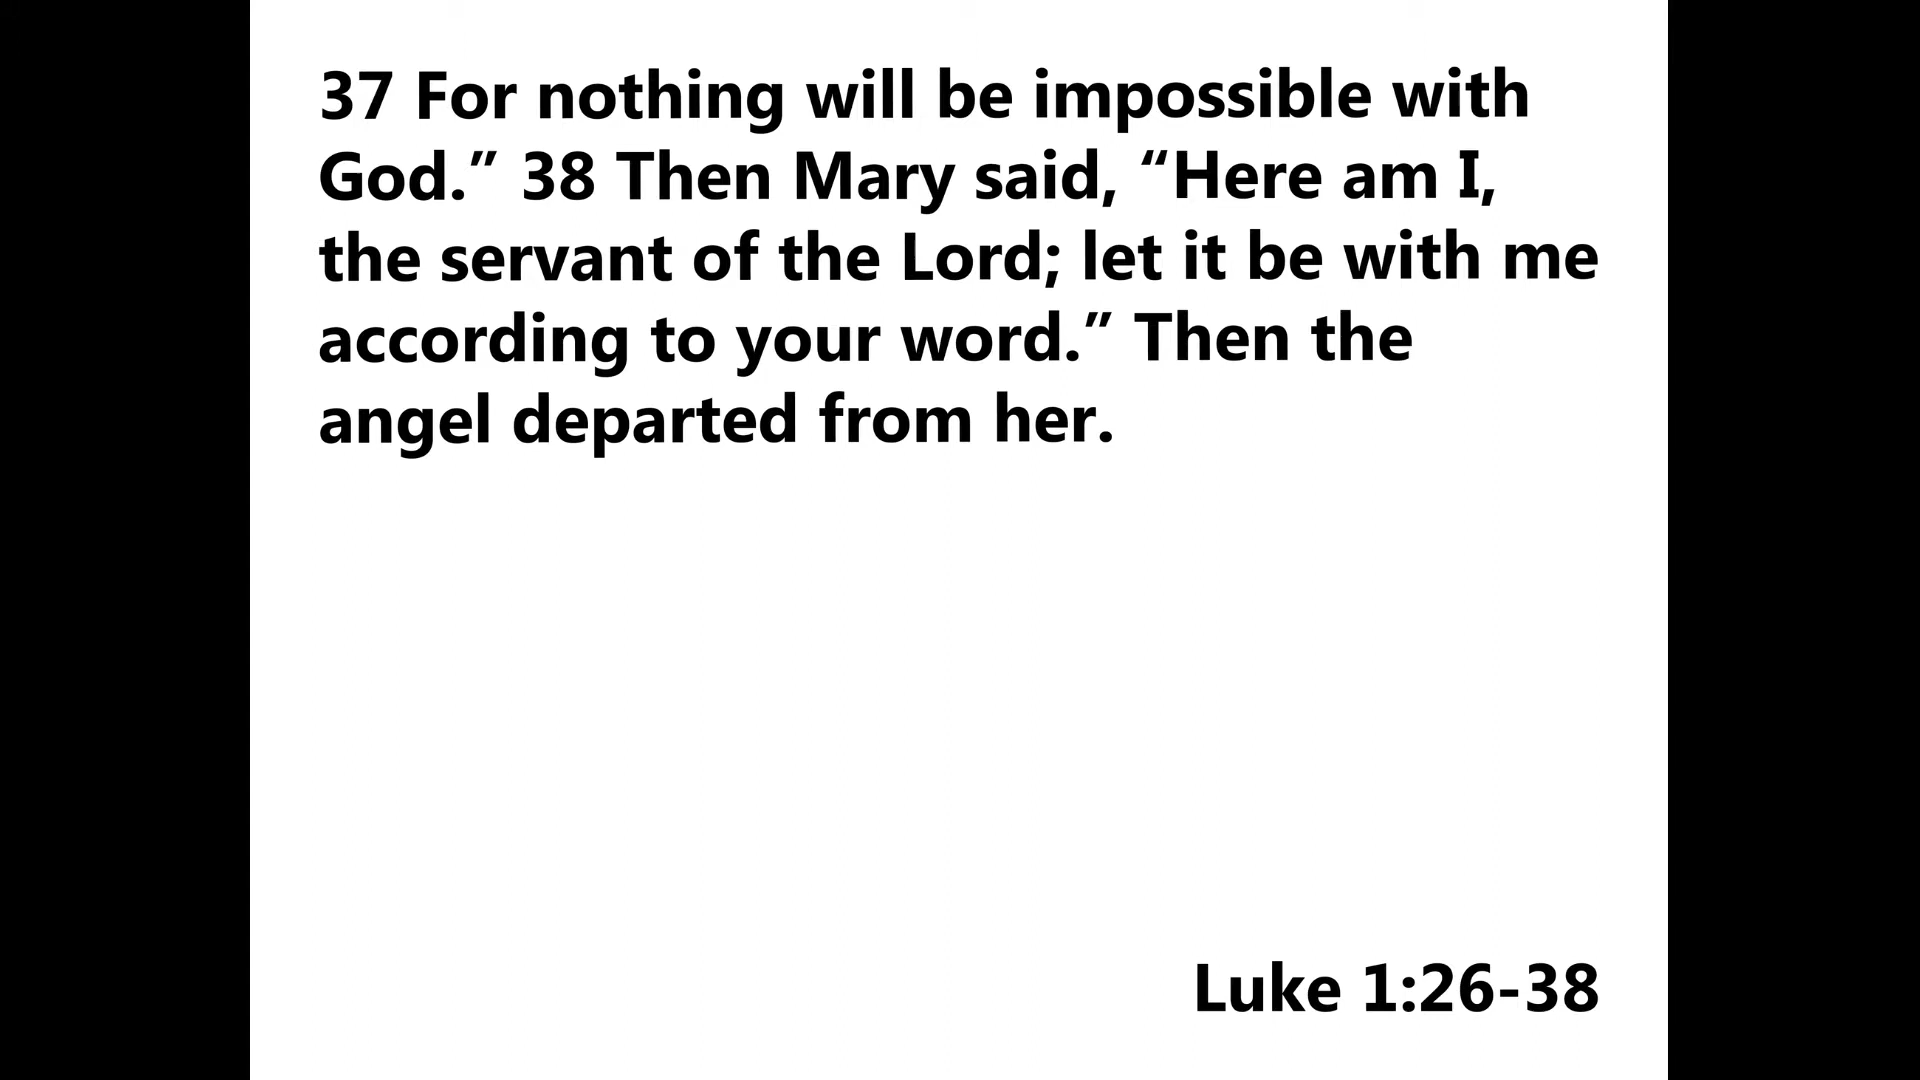 37 For nothing will be impossible with
God.” 38 Then Mary said, “Here am I,
the servant of the Lord; let it be with me
according to your word.” Then the
angel departed from her.
Luke 1:26-38